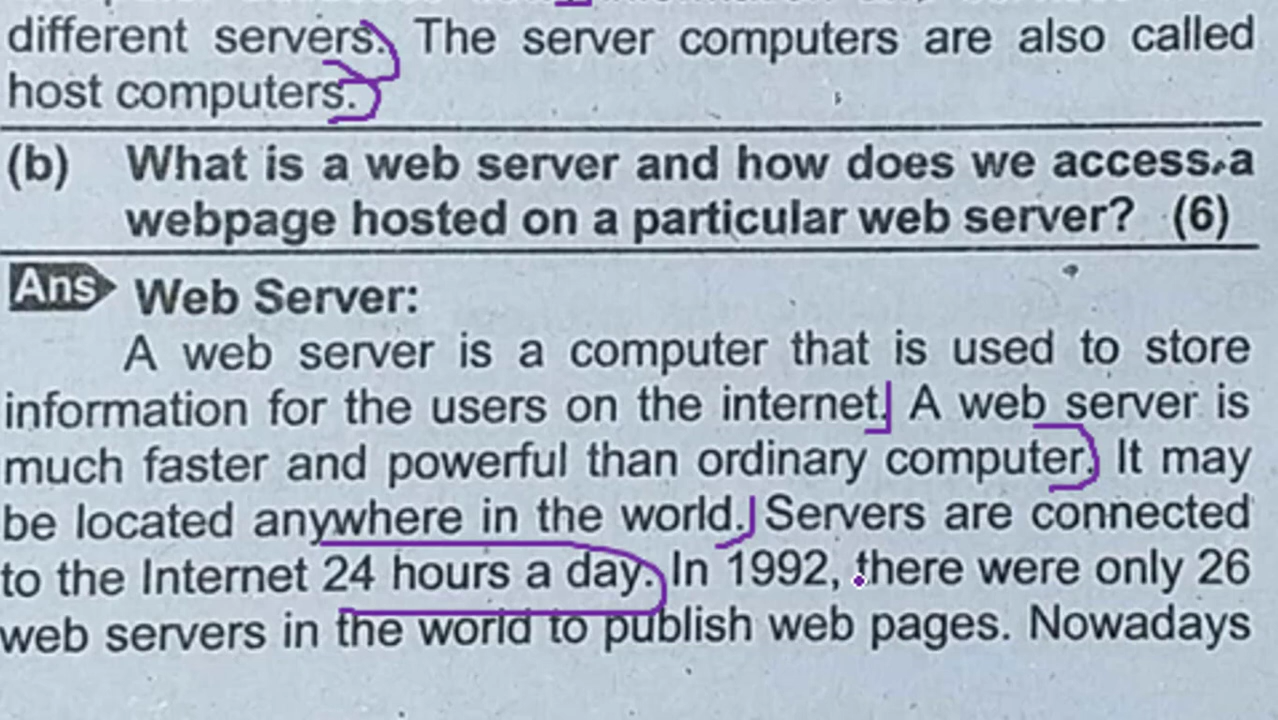 different servers. The server computers are also called
host computers.
(b) What is a web server and how does we access a
webpage hosted on a particular web server? (6)
Ans Web Server:
A web server is a computer that is used to store
information for the users on the internet. A web server is
much faster and powerful than ordinary computer. It may
be located anywhere in the world. Servers are connected
to the Internet 24 hours a day. In 1992, there were only 26
web servers in the world to publish web pages. Nowadays